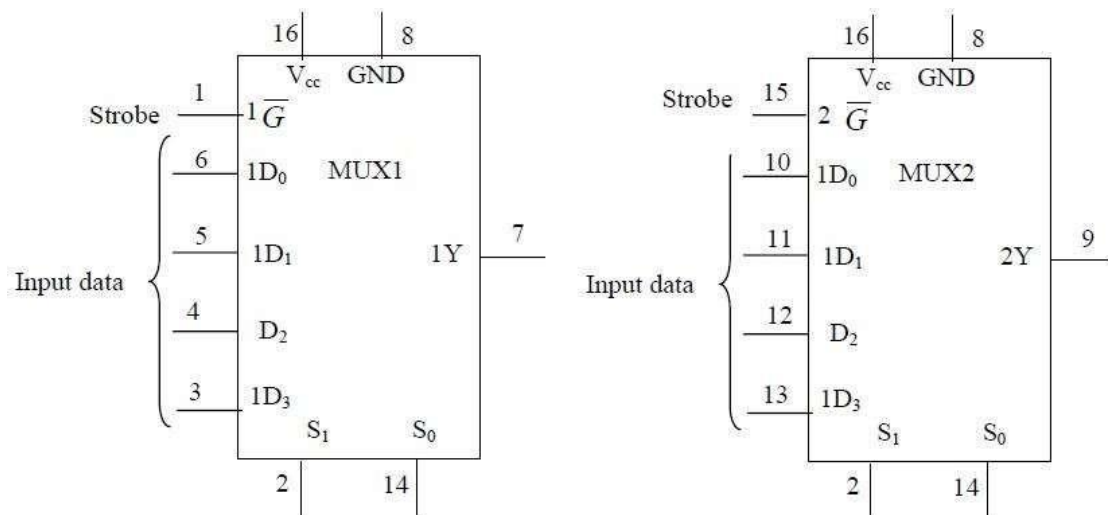 16
8
V_cc GND
1
Strobe
1 G̅
6
1D₀
MUX1
5
1D₁
1Y
7
Input data
4
D₂
3
1D₃
S₁
S₀
2
14
16
8
V_cc GND
15
Strobe
2 G̅
10
1D₀
MUX2
11
1D₁
2Y
9
Input data
12
D₂
13
1D₃
S₁
S₀
2
14